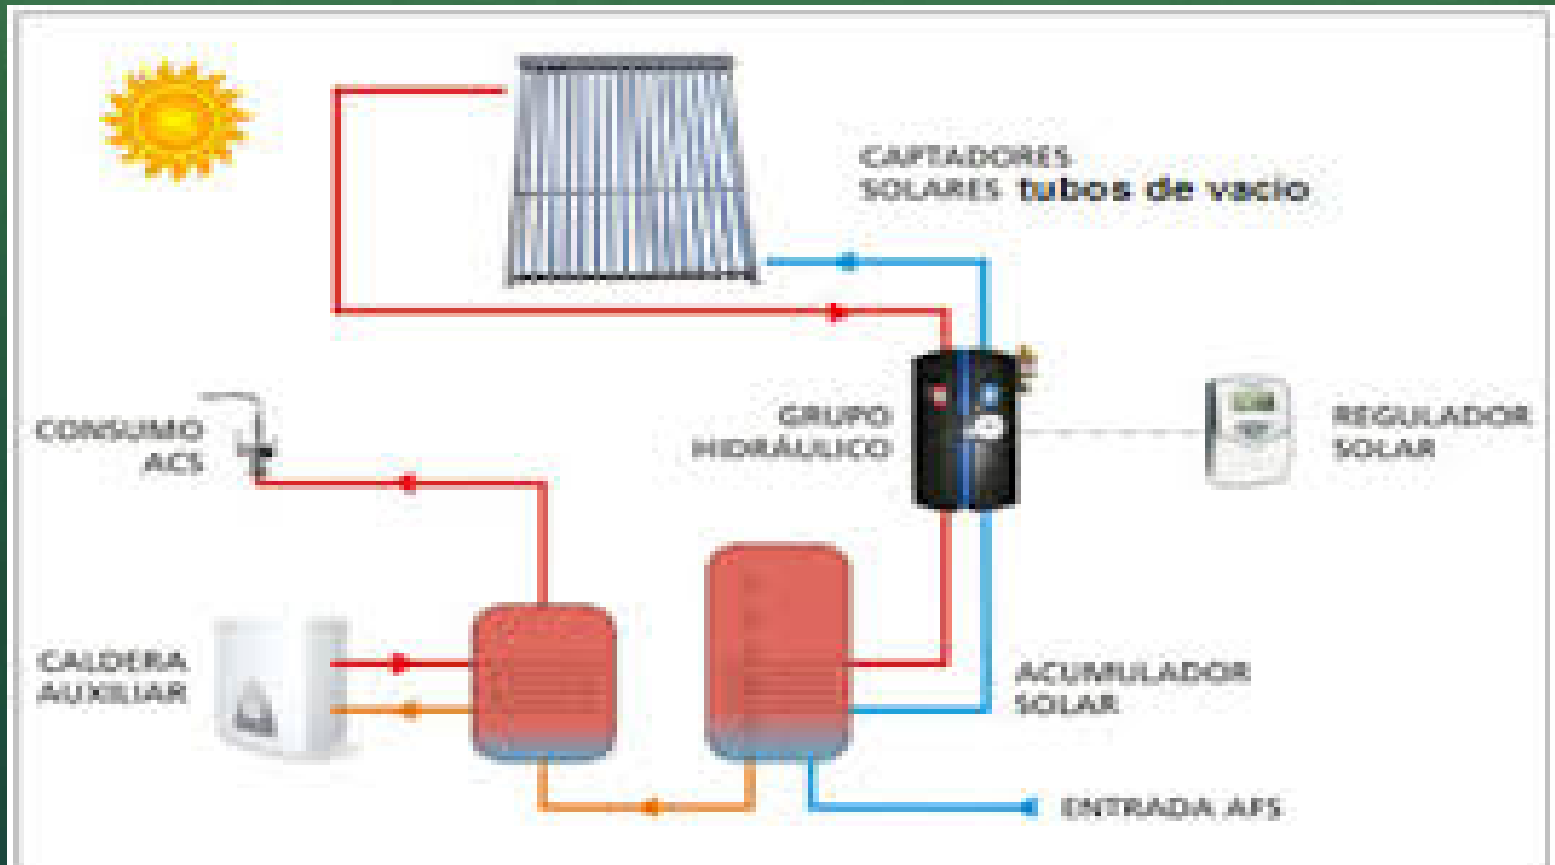 CAPTADORES
SOLARES tubos de vacio
GRUPO
HIDRÁULICO
REGULADOR
SOLAR
CONSUMO
ACS
CALDERA
AUXILIAR
ACUMULADOR
SOLAR
ENTRADA AFS